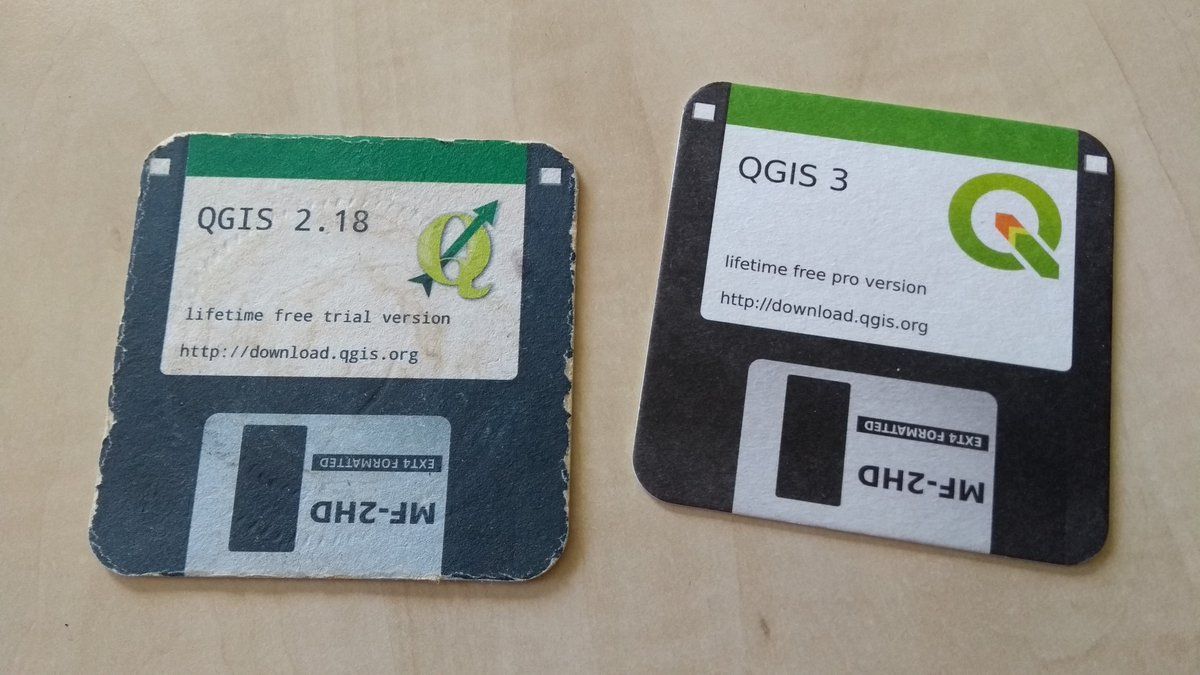 QGIS 2.18
lifetime free trial version
http://download.qgis.org
EXT4 FORMATTED
MF-2HD
QGIS 3
lifetime free pro version
http://download.qgis.org
EXT4 FORMATTED
MF-2HD